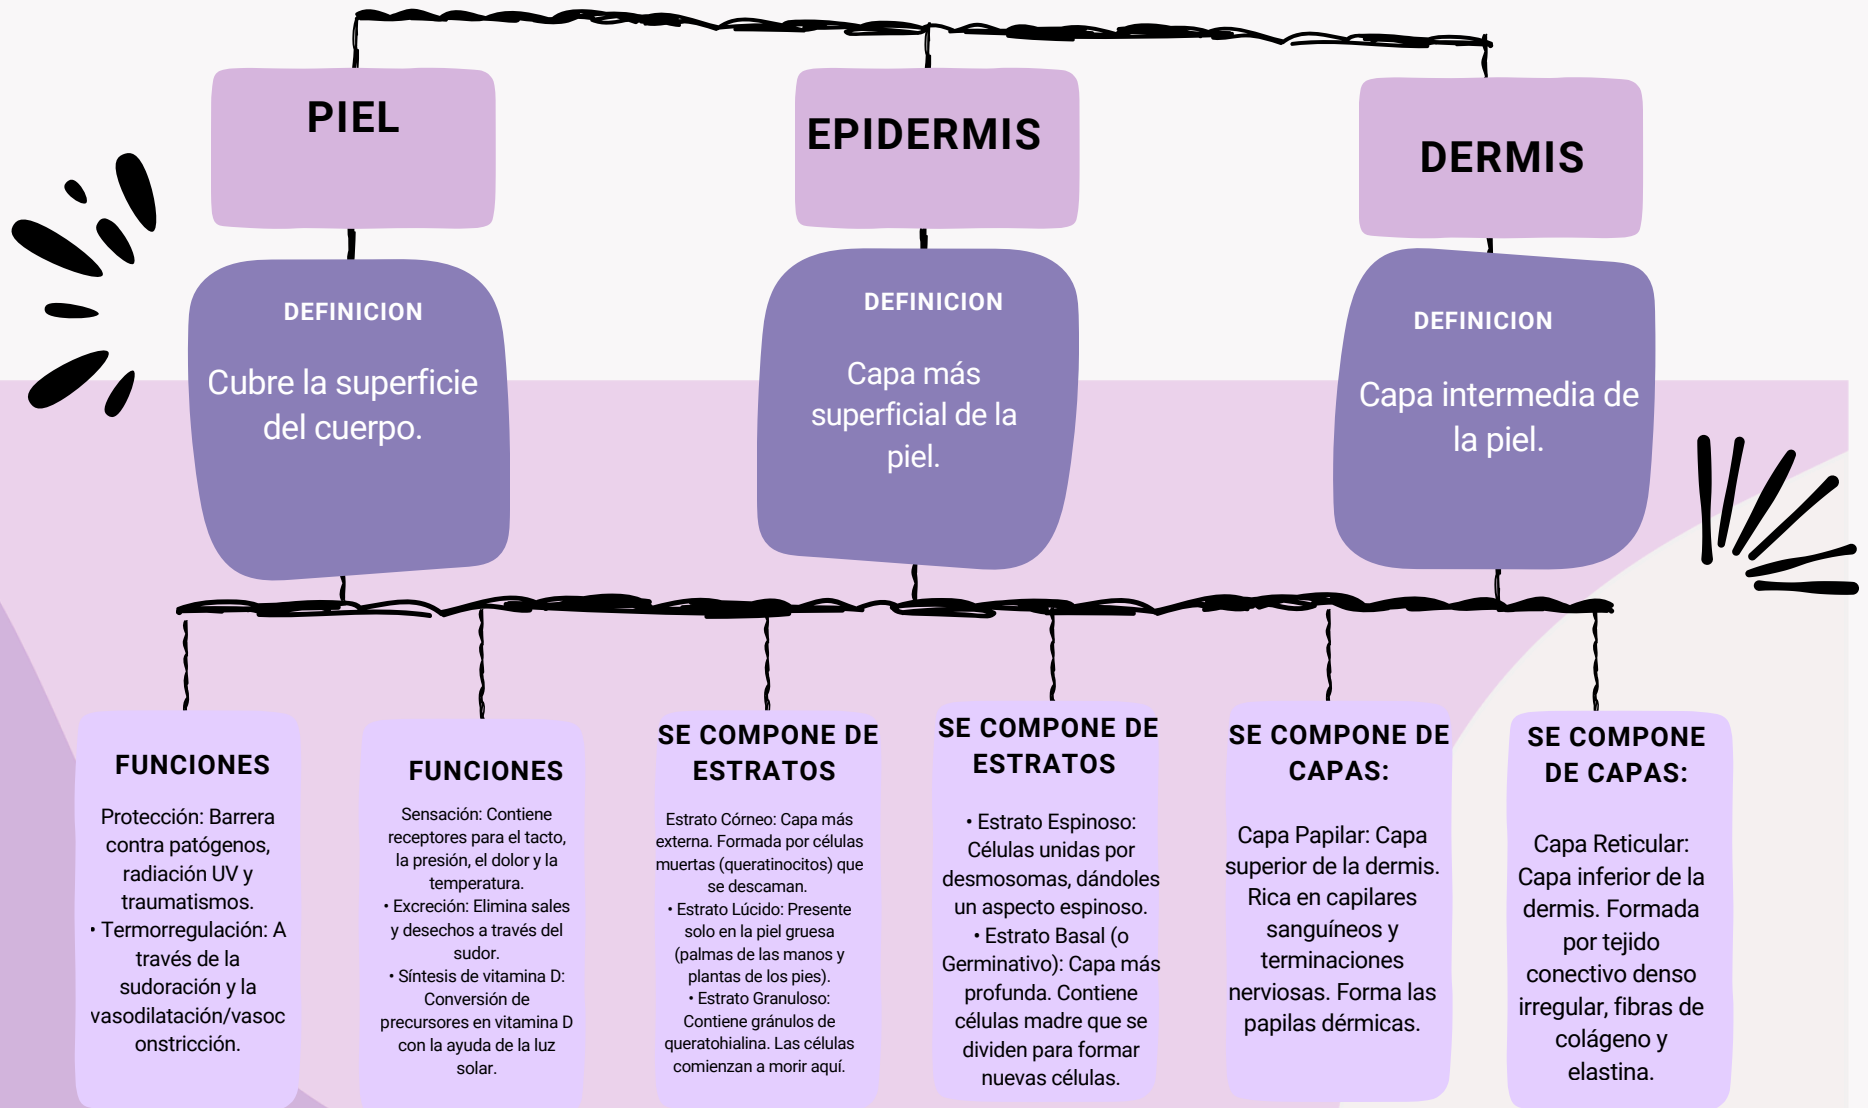 PIEL
EPIDERMIS
DERMIS
DEFINICION
Cubre la superficie
del cuerpo.
DEFINICION
Capa más
superficial de la
piel.
DEFINICION
Capa intermedia de
la piel.
FUNCIONES
Protección: Barrera
contra patógenos,
radiación UV y
traumatismos.
• Termorregulación: A
través de la
sudoración y la
vasodilatación/vasoc
onstricción.
FUNCIONES
Sensación: Contiene
receptores para el tacto,
la presión, el dolor y la
temperatura.
• Excreción: Elimina sales
y desechos a través del
sudor.
• Síntesis de vitamina D:
Conversión de
precursores en vitamina D
con la ayuda de la luz
solar.
SE COMPONE DE
ESTRATOS
Estrato Córneo: Capa más
externa. Formada por células
muertas (queratinocitos) que
se descaman.
• Estrato Lúcido: Presente
solo en la piel gruesa
(palmas de las manos y
plantas de los pies).
• Estrato Granuloso:
Contiene gránulos de
queratohialina. Las células
comienzan a morir aquí.
SE COMPONE DE
ESTRATOS
• Estrato Espinoso:
Células unidas por
desmosomas, dándoles
un aspecto espinoso.
• Estrato Basal (o
Germinativo): Capa más
profunda. Contiene
células madre que se
dividen para formar
nuevas células.
SE COMPONE DE
CAPAS:
Capa Papilar: Capa
superior de la dermis.
Rica en capilares
sanguíneos y
terminaciones
nerviosas. Forma las
papilas dérmicas.
SE COMPONE
DE CAPAS:
Capa Reticular:
Capa inferior de la
dermis. Formada
por tejido
conectivo denso
irregular, fibras de
colágeno y
elastina.